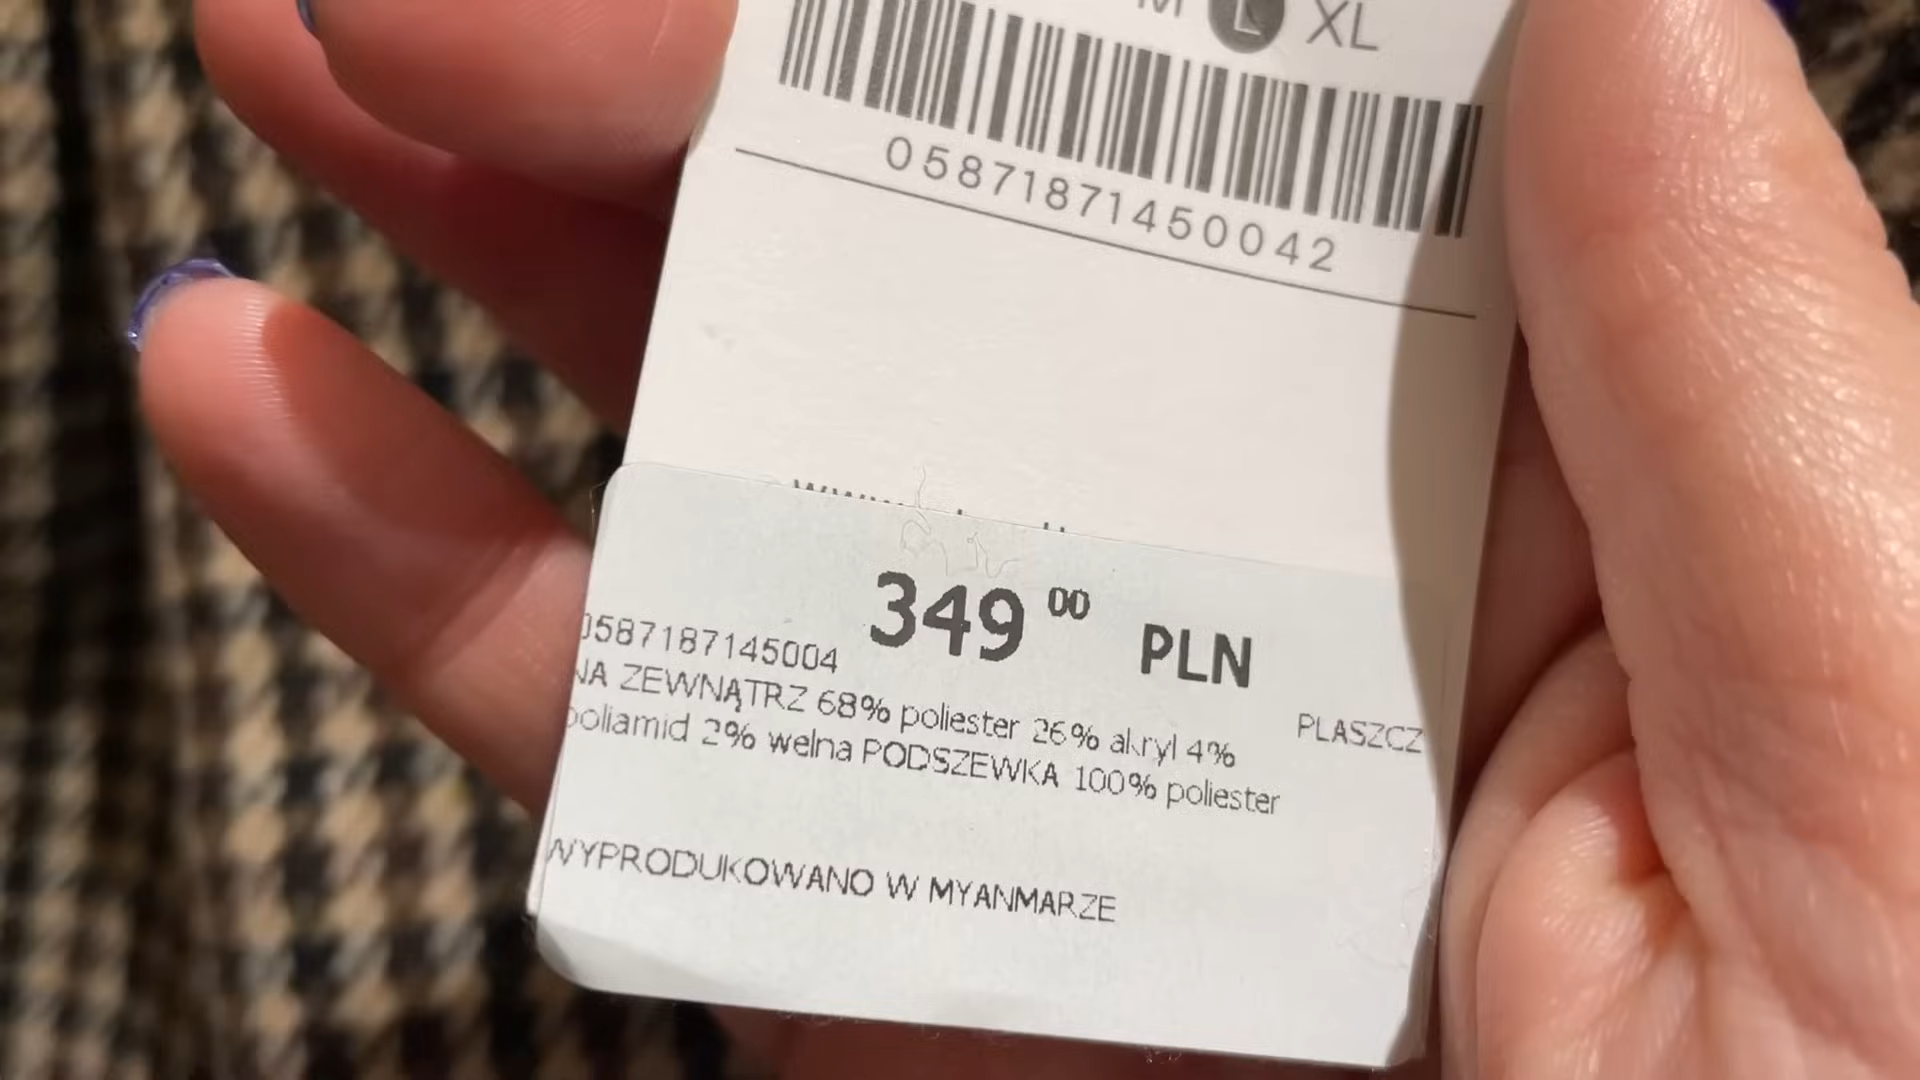 M L XL
05871871450042
349 00 PLN
0587187145004
PLASZCZ
NA ZEWNĄTRZ 68% poliester 26% akryl 4%
poliamid 2% welna PODSZEWKA 100% poliester
WYPRODUKOWANO W MYANMARZE